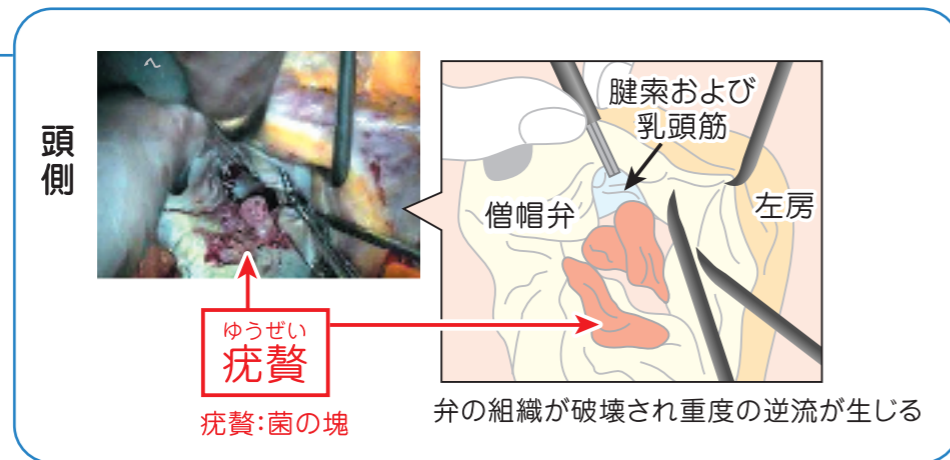 頭側
腱索および
乳頭筋
僧帽弁
左房
ゆうぜい
疣贅
疣贅：菌の塊
弁の組織が破壊され重度の逆流が生じる